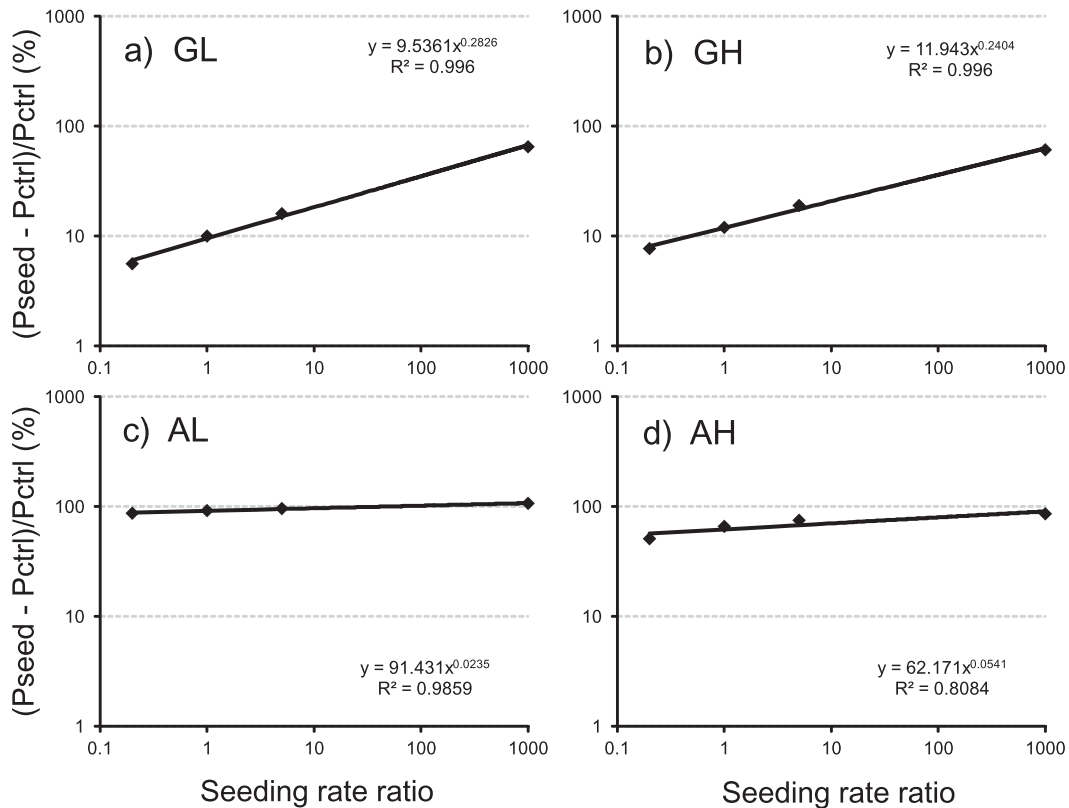 (Pseed - Pctrl)/Pctrl (%)
1000
100
10
1
a) GL
y = 9.5361x^0.2826
R² = 0.996
0.1
1
10
100
1000
1000
100
10
1
b) GH
y = 11.943x^0.2404
R² = 0.996
0.1
1
10
100
1000
(Pseed - Pctrl)/Pctrl (%)
1000
100
10
1
c) AL
y = 91.431x^0.0235
R² = 0.9859
0.1
1
10
100
1000
Seeding rate ratio
1000
100
10
1
d) AH
y = 62.171x^0.0541
R² = 0.8084
0.1
1
10
100
1000
Seeding rate ratio